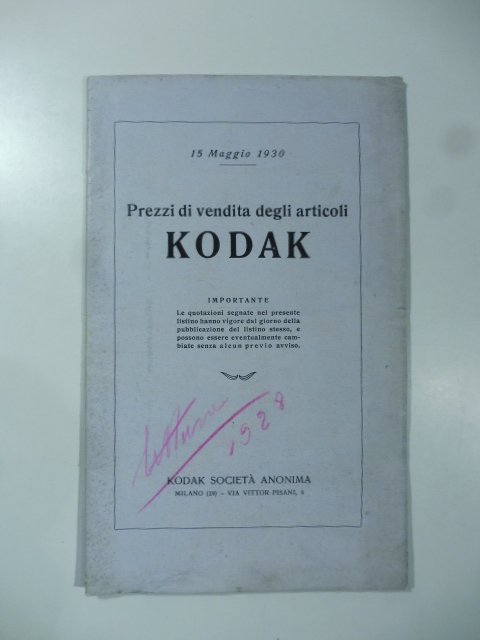 15 Maggio 1930
Prezzi di vendita degli articoli
KODAK
IMPORTANTE
Le quotazioni segnate nel presente
listino hanno vigore dal giorno della
pubblicazione del listino stesso, e
possono essere eventualmente cam-
biate senza alcun previo avviso.
1928
KODAK SOCIETÀ ANONIMA
MILANO (29) - VIA VITTOR PISANI, 6